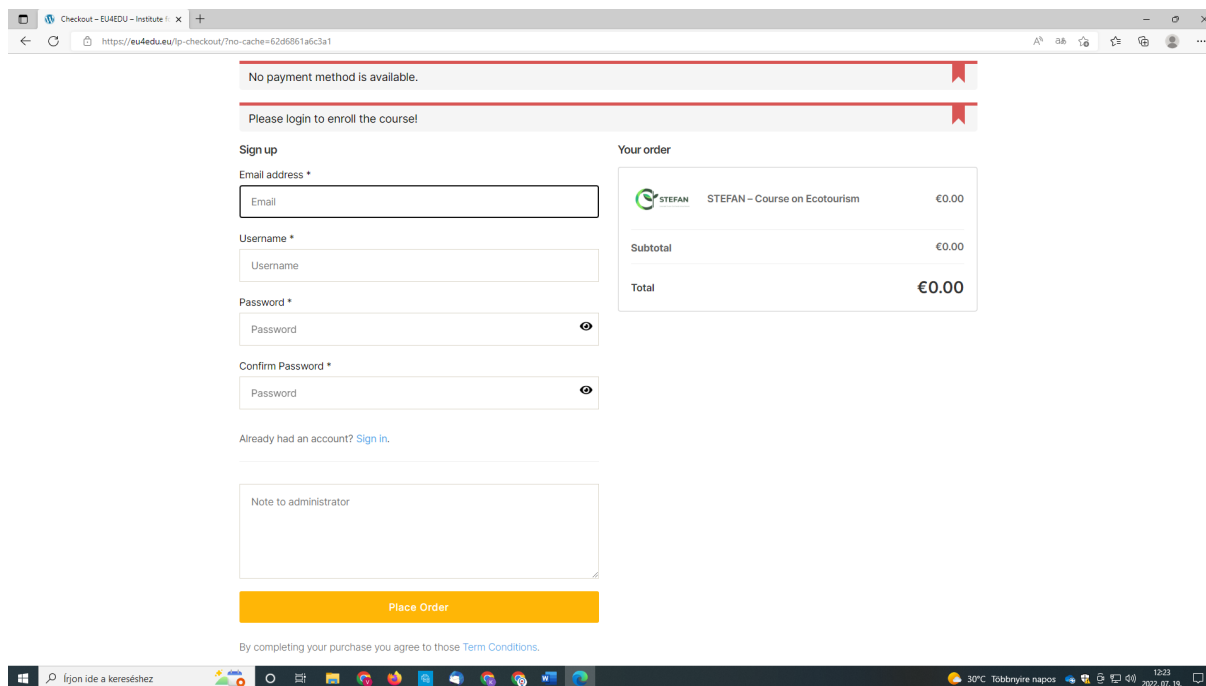 Checkout – EU4EDU – Institute f
https://eu4edu.eu/lp-checkout/?no-cache=62d6861a6c3a1
No payment method is available.
Please login to enroll the course!
Sign up
Email address *
Email
Username *
Username
Password *
Password
Confirm Password *
Password
Already had an account? Sign in.
Note to administrator
Place Order
By completing your purchase you agree to those Term Conditions.
Your order
STEFAN STEFAN – Course on Ecotourism €0.00
Subtotal €0.00
Total €0.00
Írjon ide a kereséshez
30°C Többnyire napos
12:23
2022. 07. 19.